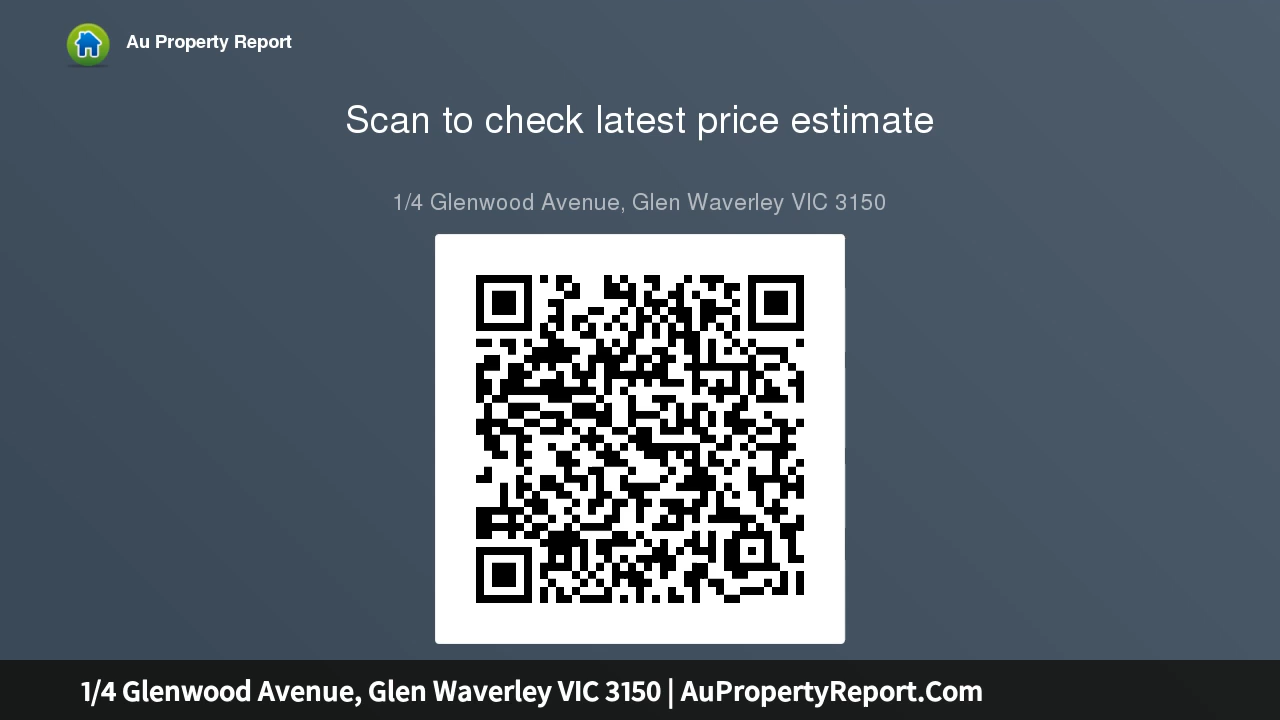 Au Property Report
Scan to check latest price estimate
1/4 Glenwood Avenue, Glen Waverley VIC 3150
1/4 Glenwood Avenue, Glen Waverley VIC 3150 | AuPropertyReport.Com